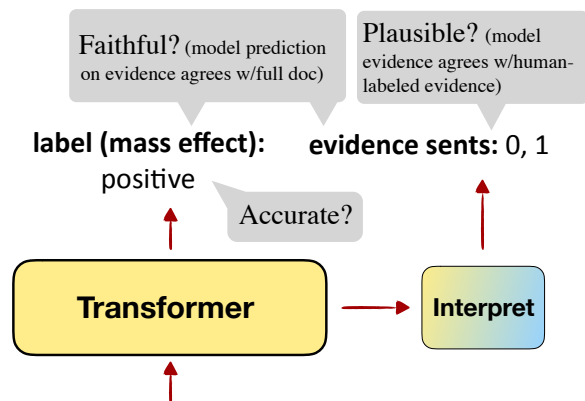 Faithful? (model prediction
on evidence agrees w/full doc)
Plausible? (model
evidence agrees w/human-
labeled evidence)
label (mass effect):
positive
evidence sents: 0, 1
Accurate?
Transformer
Interpret